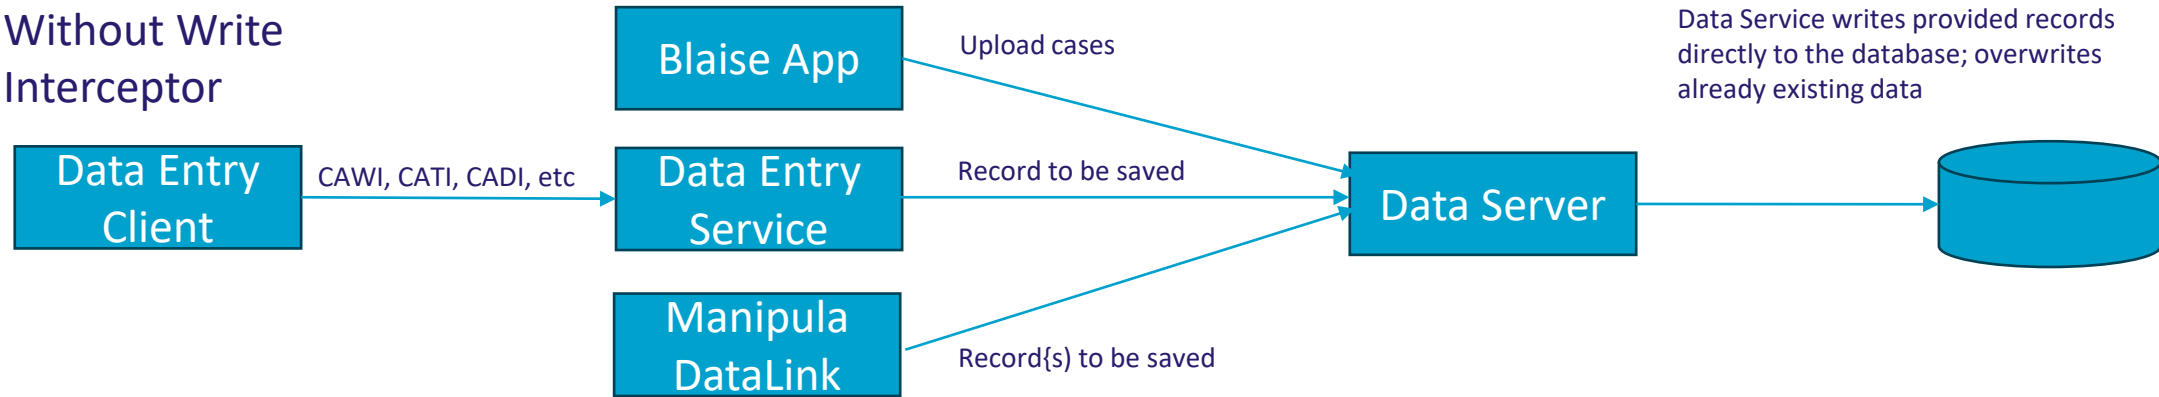 Without Write
Interceptor
Blaise App
Upload cases
Data Service writes provided records
directly to the database; overwrites
already existing data
Data Entry
Client
CAWI, CATI, CADI, etc
Data Entry
Service
Record to be saved
Data Server
Manipula
DataLink
Record{s) to be saved